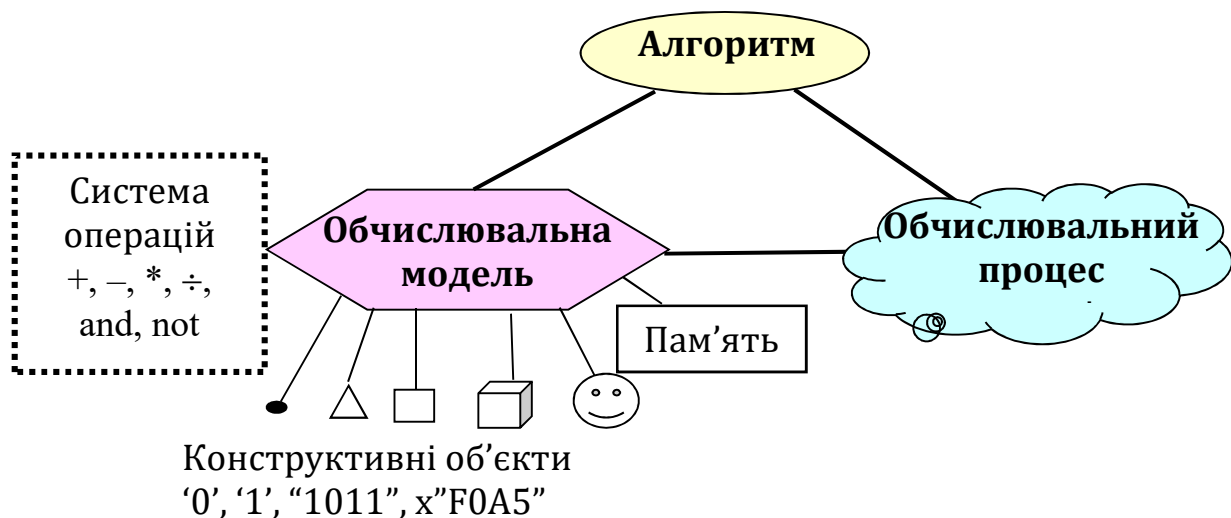 Алгоритм
Система
операцій
+, –, *, ÷,
and, not
Обчислювальна
модель
Обчислювальний
процес
Пам’ять
Конструктивні об’єкти
‘0’, ‘1’, “1011”, x”F0A5”